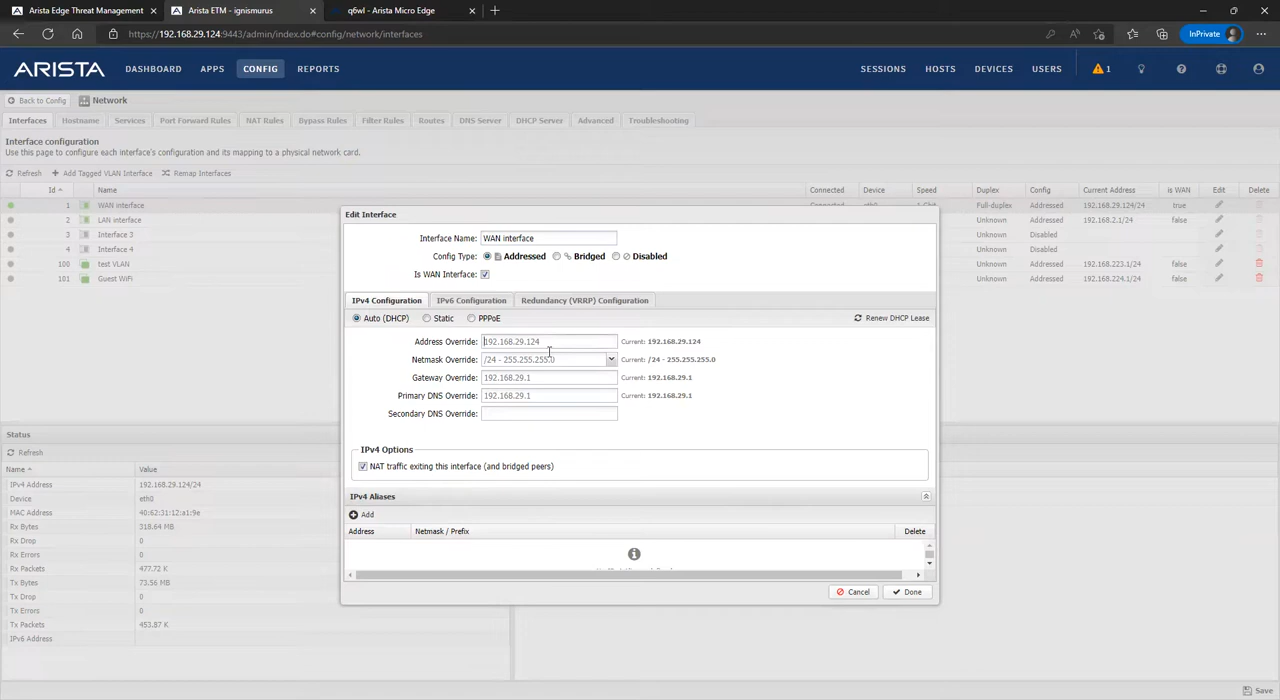 Arista Edge Threat Management
Arista ETM - ignismurus
q6wl - Arista Micro Edge
https://192.168.29.124:9443/admin/index.do#config/network/interfaces
InPrivate
ARISTA DASHBOARD APPS CONFIG REPORTS SESSIONS HOSTS DEVICES USERS 1
Back to Config Network
Interfaces Hostname Services Port Forward Rules NAT Rules Bypass Rules Filter Rules Routes DNS Server DHCP Server Advanced Troubleshooting
Interface configuration
Use this page to configure each interface's configuration and its mapping to a physical network card.
Refresh Add Tagged VLAN Interface Remap Interfaces
Id Name Connected Device Speed Duplex Config Current Address is WAN Edit Delete
1 WAN interface Full-duplex Addressed 192.168.29.124/24 true
2 LAN interface Unknown Addressed 192.168.2.1/24 false
3 Interface 3 Unknown Disabled
4 Interface 4 Unknown Disabled
100 test VLAN Unknown Addressed 192.168.223.1/24 false
101 Guest WiFi Unknown Addressed 192.168.224.1/24 false
Edit Interface
Interface Name: WAN interface
Config Type: Addressed Bridged Disabled
Is WAN Interface:
IPv4 Configuration IPv6 Configuration Redundancy (VRRP) Configuration
Auto (DHCP) Static PPPoE Renew DHCP Lease
Address Override: 192.168.29.124 Current: 192.168.29.124
Netmask Override: /24 - 255.255.255.0 Current: /24 - 255.255.255.0
Gateway Override: 192.168.29.1 Current: 192.168.29.1
Primary DNS Override: 192.168.29.1 Current: 192.168.29.1
Secondary DNS Override:
IPv4 Options
NAT traffic exiting this interface (and bridged peers)
IPv4 Aliases
Add
Address Netmask / Prefix Delete
Cancel Done
Status
Refresh
Name Value
IPv4 Address 192.168.29.124/24
Device eth0
MAC Address 40:62:31:12:a1:9e
Rx Bytes 318.64 MB
Rx Drop 0
Rx Errors 0
Rx Packets 477.72 K
Tx Bytes 73.56 MB
Tx Drop 0
Tx Errors 0
Tx Packets 453.87 K
IPv6 Address
Save